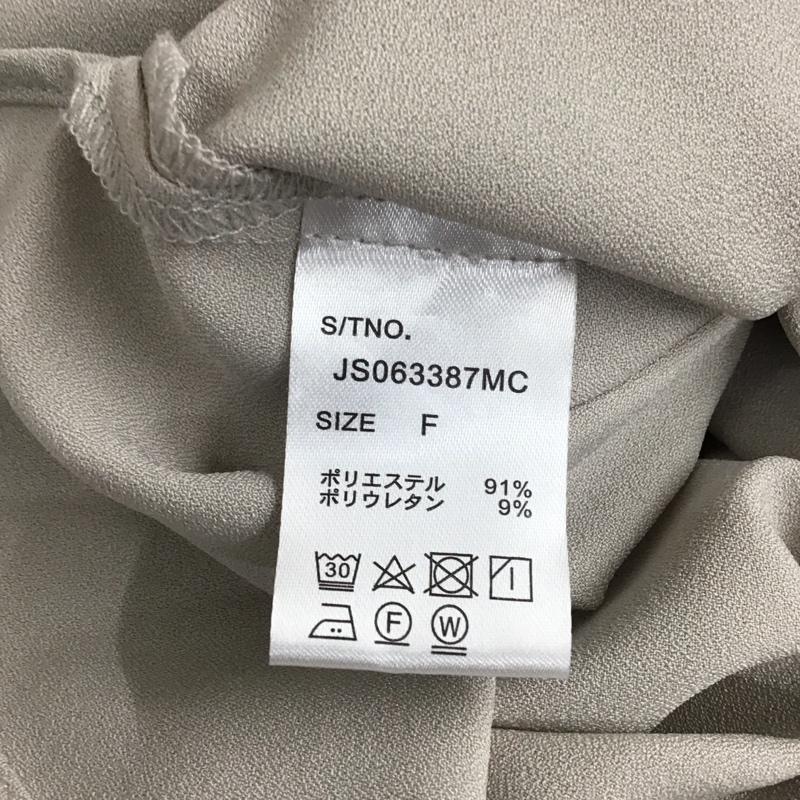 S/TNO.
JS063387MC
SIZE F
ポリエステル 91%
ポリウレタン 9%
30
F W